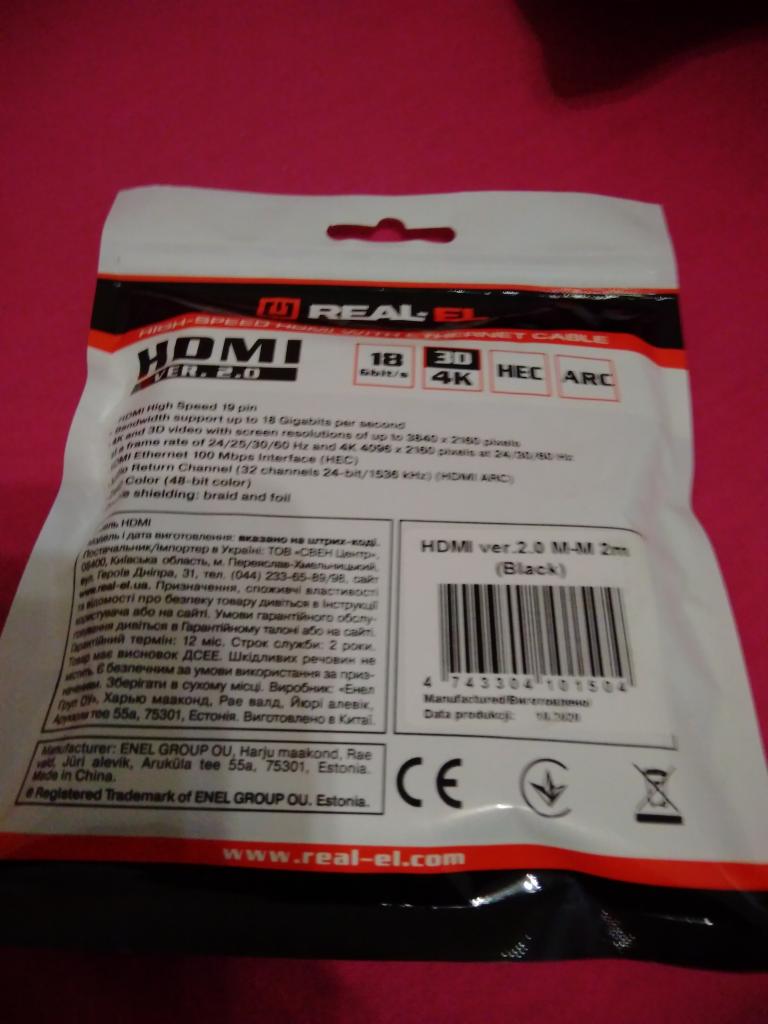 REAL-EL
HIGH-SPEED HDMI WITH ETHERNET CABLE
HDMI
VER. 2.0
18
Gbit/s
3D
4K
HEC
ARC
HDMI High Speed 19 pin
Bandwidth support up to 18 Gigabits per second
4K and 3D video with screen resolutions of up to 3840 x 2160 pixels
a frame rate of 24/25/30/60 Hz and 4K 4096 x 2160 pixels at 24/30/60 Hz
Ethernet 100 Mbps Interface (HEC)
Return Channel (32 channels 24-bit/1536 kHz) (HDMI ARC)
Color (48-bit color)
shielding: braid and foil
HDMI
і дата виготовлення: вказано на штрих-коді.
Постачальник/імпортер в Україні: ТОВ «СВЕН Центр»,
08400, Київська область, м. Переяслав-Хмельницький,
вул. Героїв Дніпра, 31, тел. (044) 233-65-89/98, сайт
www.real-el.ua. Призначення, споживчі властивості
та відомості про безпеку товару дивіться в Інструкції
користувача або на сайті. Умови гарантійного обслу-
говування дивіться в Гарантійному талоні або на сайті.
Гарантійний термін: 12 міс. Строк служби: 2 роки.
Товар має висновок ДСЕЕ. Шкідливих речовин не
містить. Є безпечним за умови використання за приз-
наченням. Зберігати в сухому місці. Виробник: «Енел
Груп ОУ», Харью мааконд, Рае валд, Йюрі алевік,
Арукула тее 55а, 75301, Естонія. Виготовлено в Китаї.
HDMI ver.2.0 M-M 2m
(Black)
4 743304 101504
Manufactured/Виготовлено
Data produkcji:
Manufacturer: ENEL GROUP OU, Harju maakond, Rae
vald, Jüri alevik, Aruküla tee 55a, 75301, Estonia.
Made in China.
® Registered Trademark of ENEL GROUP OU. Estonia.
CE
www.real-el.com